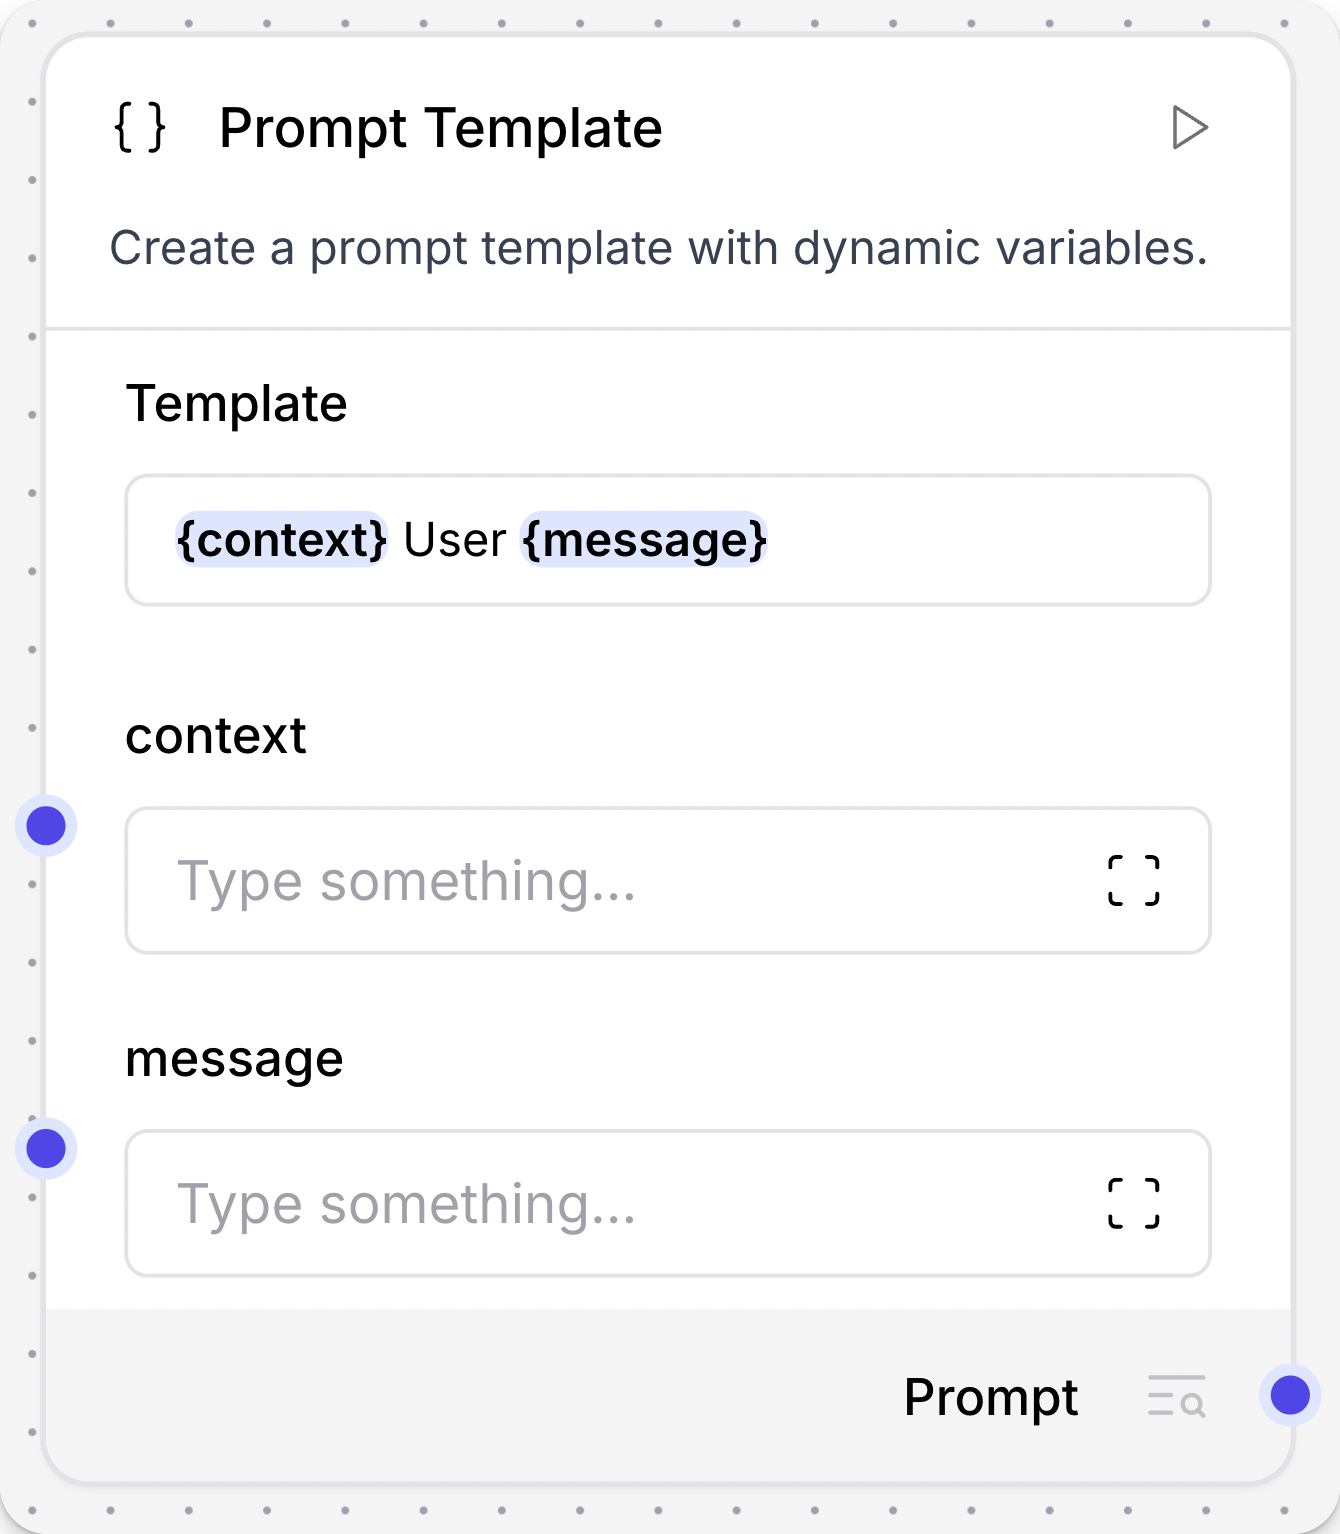 { } Prompt Template
Create a prompt template with dynamic variables.
Template
{context} User {message}
context
Type something...
message
Type something...
Prompt